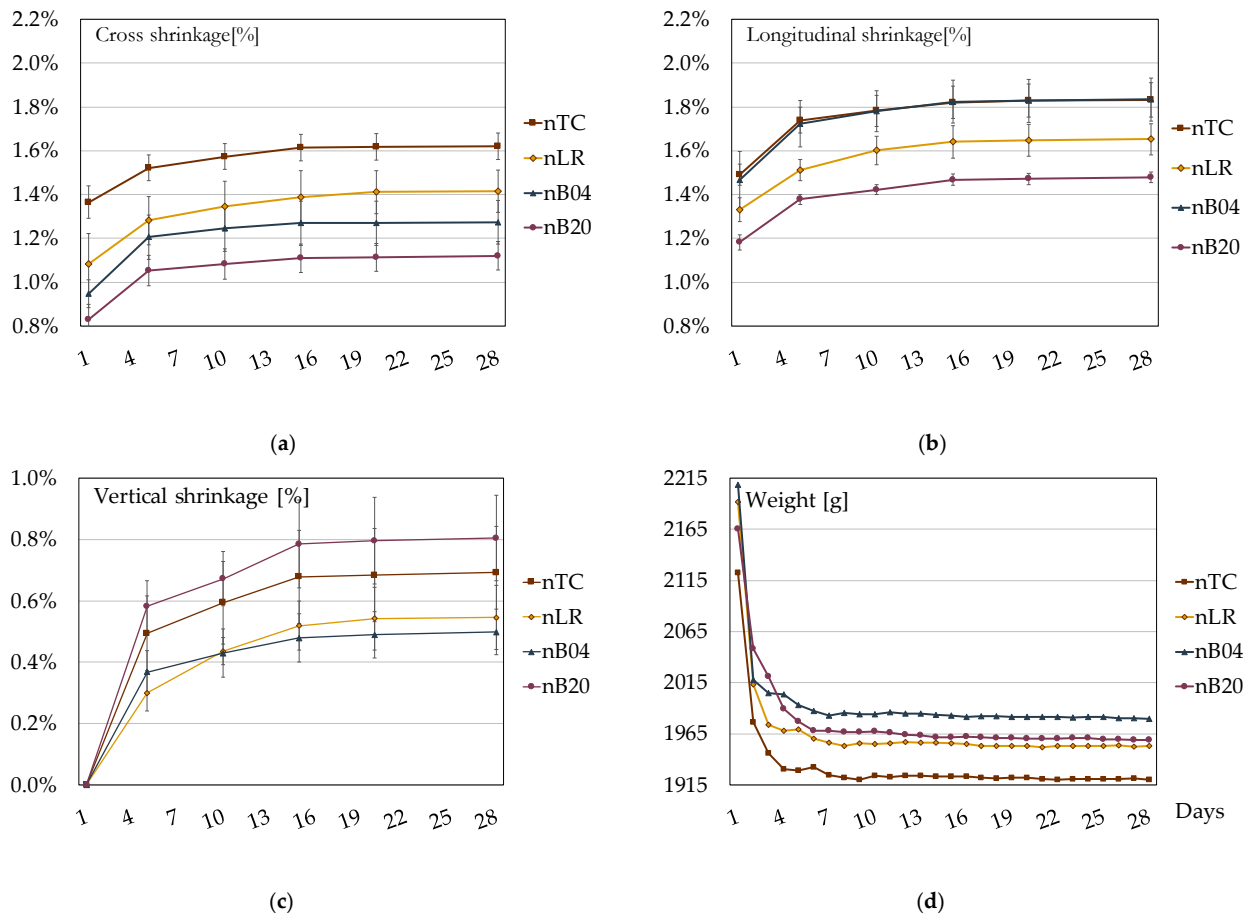 Cross shrinkage[%]
2.2%
2.0%
1.8%
1.6%
1.4%
1.2%
1.0%
0.8%
1 4 7 10 13 16 19 22 25 28
nTC
nLR
nB04
nB20
(a)
Longitudinal shrinkage[%]
2.2%
2.0%
1.8%
1.6%
1.4%
1.2%
1.0%
0.8%
1 4 7 10 13 16 19 22 25 28
nTC
nLR
nB04
nB20
(b)
Vertical shrinkage [%]
1.0%
0.8%
0.6%
0.4%
0.2%
0.0%
1 4 7 10 13 16 19 22 25 28
nTC
nLR
nB04
nB20
(c)
Weight [g]
2215
2165
2115
2065
2015
1965
1915
1 4 7 10 13 16 19 22 25 28
Days
nTC
nLR
nB04
nB20
(d)